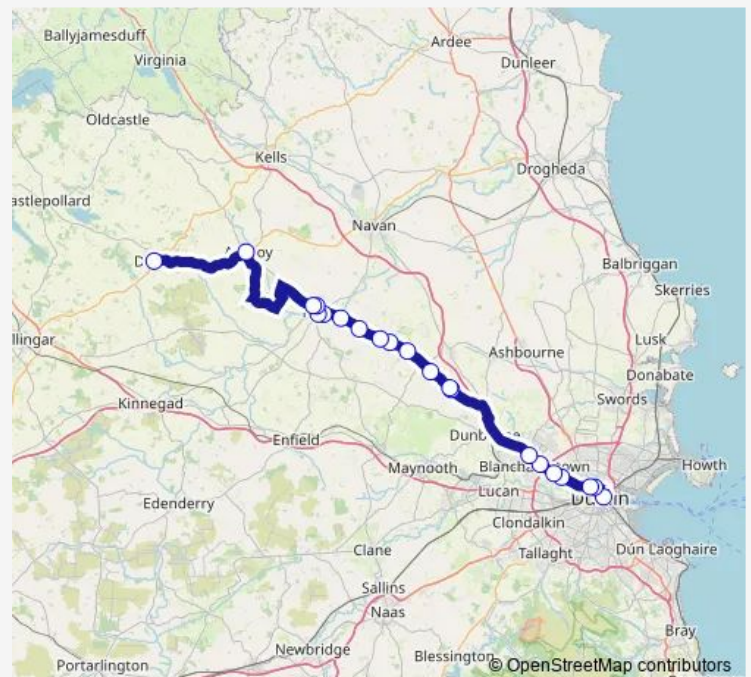 Ballyjamesduff
Virginia
Ardee
Dunleer
Oldcastle
Kells
Drogheda
astlepollard
Navan
Balbriggan
Skerries
llingar
Ashbourne
Lusk
Donabate
Swords
Kinnegad
Enfield
Maynooth
Howth
Lucan
Dublin
Edenderry
Clondalkin
Tallaght
Dún Laoghaire
Clane
Sallins
Naas
Newbridge
Bray
Portarlington
Blessington
© OpenStreetMap contributors